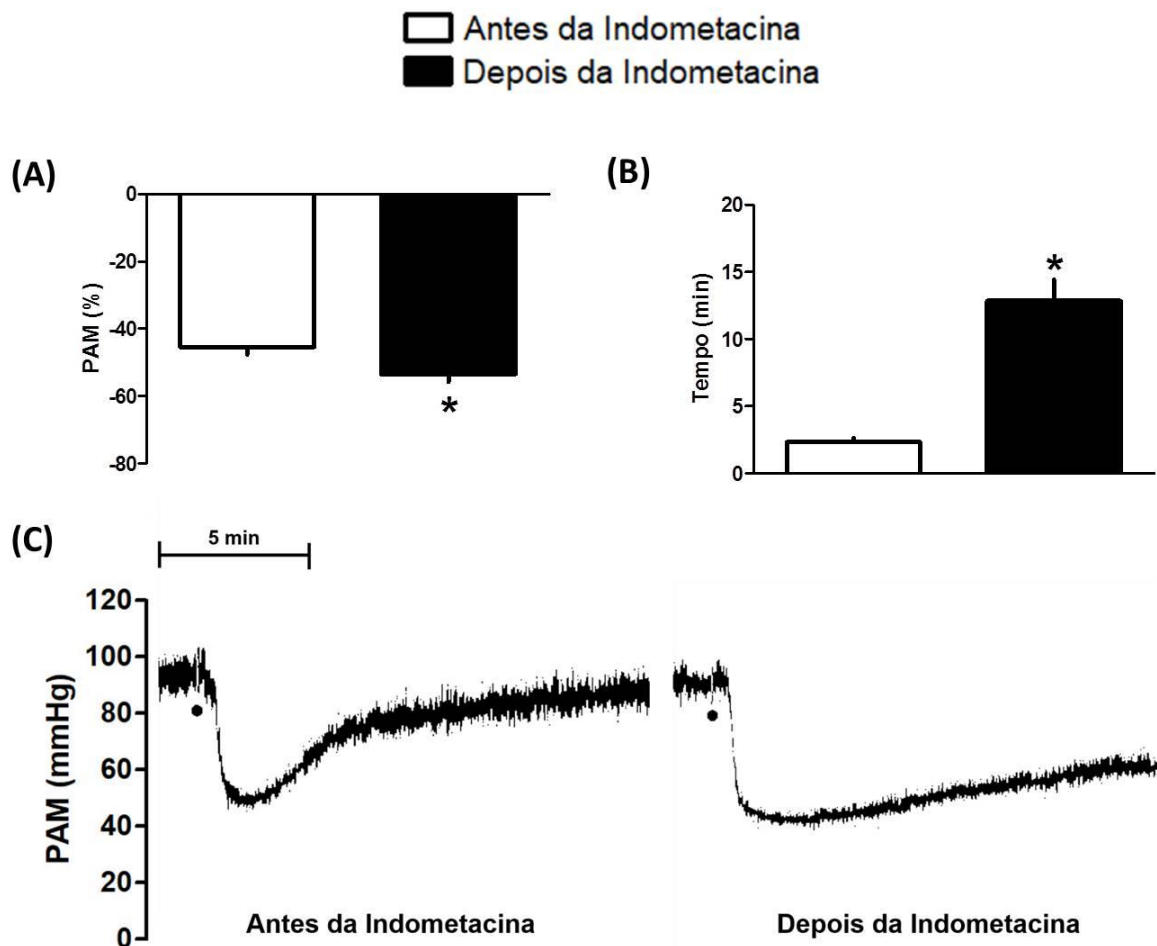 Antes da Indometacina
Depois da Indometacina
(A)
0
-20
-40
-60
-80
PAM (%)
*
(B)
20
15
10
5
0
Tempo (min)
*
(C)
5 min
120
100
80
60
40
20
0
PAM (mmHg)
Antes da Indometacina
Depois da Indometacina